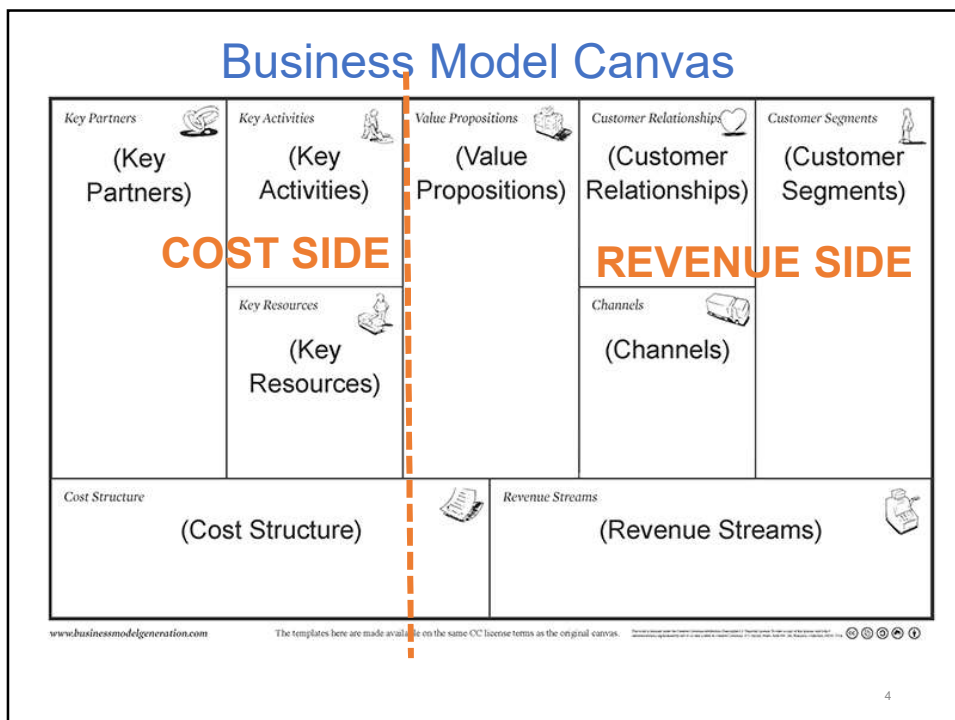 Business Model Canvas
Key Partners
(Key
Partners)
Key Activities
(Key
Activities)
Value Propositions
(Value
Propositions)
Customer Relationships
(Customer
Relationships)
Customer Segments
(Customer
Segments)
COST SIDE
REVENUE SIDE
Key Resources
(Key
Resources)
Channels
(Channels)
Cost Structure
(Cost Structure)
Revenue Streams
(Revenue Streams)
www.businessmodelgeneration.com
The templates here are made available on the same CC license terms as the original canvas.
4